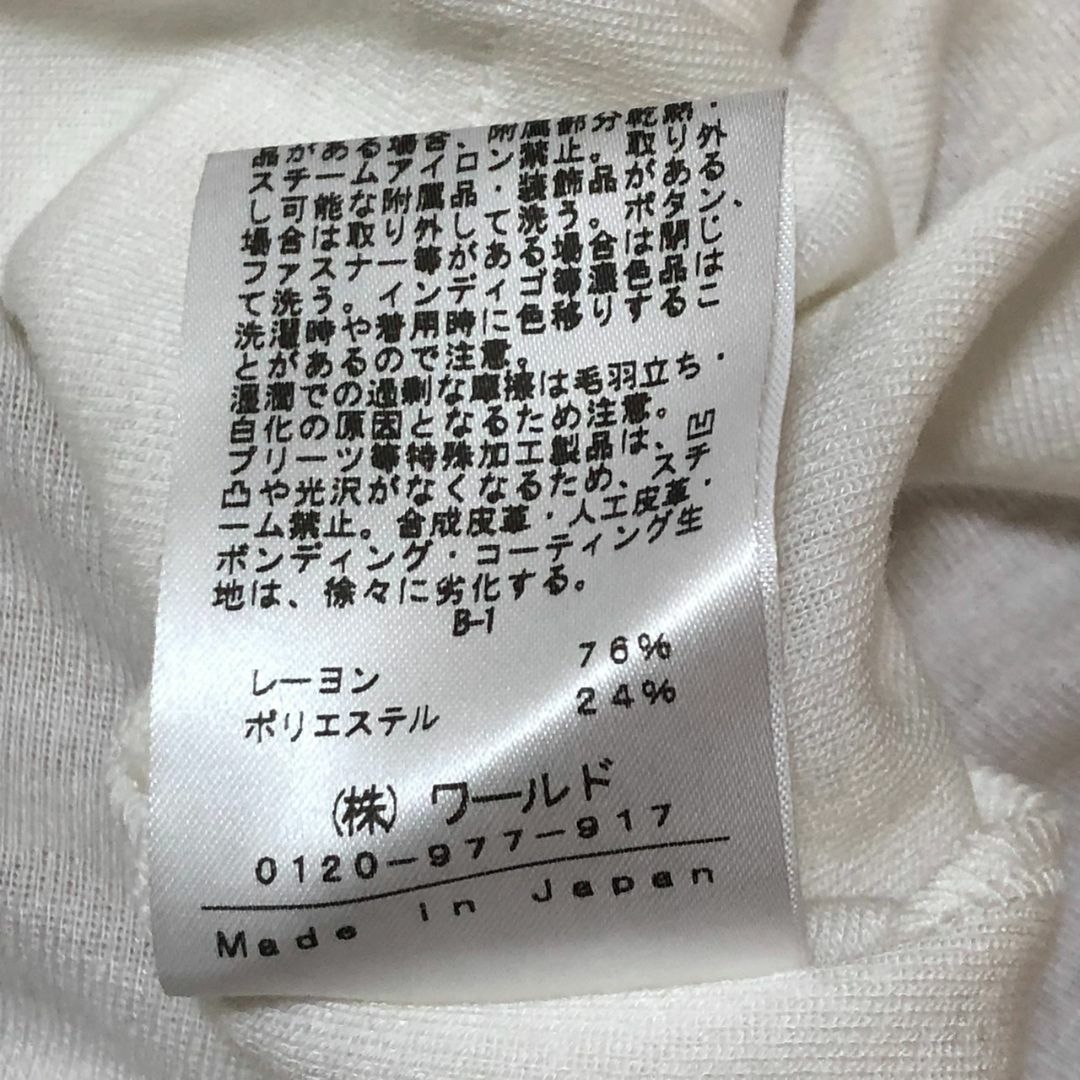 品がある場合、附属部分乾熱・
スチームアイロン禁止。取り外
し可能な附属品・装飾品があるン、
場合は取り外して洗う。ボタ
ファスナー等がある場合は閉じ
て洗う。インディゴ等濃色品は
洗濯時や着用時に色移りするこ
とがあるので注意。
湿潤での過剰な摩擦は毛羽立ち・
白化の原因となるため注意。
プリーツ等特殊加工製品は、凹
凸や光沢がなくなるため、スチ
ーム禁止。合成皮革・人工皮革・
ボンディング・コーティング生
地は、徐々に劣化する。
B-1
レーヨン 76%
ポリエステル 24%
(株) ワールド
0120-977-917
Made in Japan